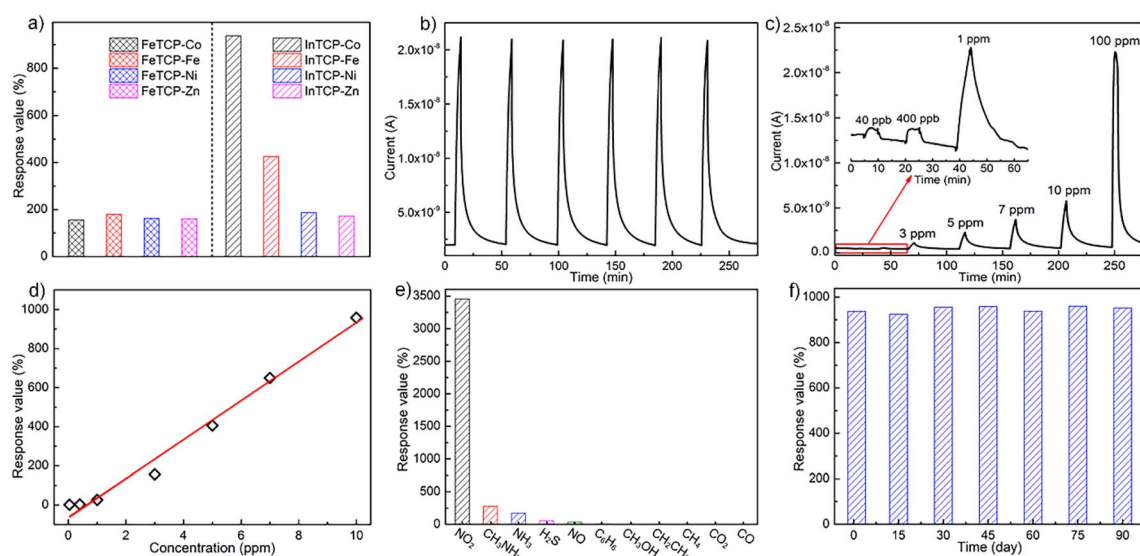 a)
FeTCP-Co InTCP-Co
FeTCP-Fe InTCP-Fe
FeTCP-Ni InTCP-Ni
FeTCP-Zn InTCP-Zn
800
600
400
200
0
Response value (%)
b)
2.0x10⁻⁸
1.5x10⁻⁸
1.0x10⁻⁸
5.0x10⁻⁹
Current (A)
0 50 100 150 200 250
Time (min)
c)
2.5x10⁻⁸
2.0x10⁻⁸
1.5x10⁻⁸
1.0x10⁻⁸
5.0x10⁻⁹
0.0
Current (A)
1 ppm
40 ppb 400 ppb
0 10 20 30 40 50 60
Time (min)
100 ppm
10 ppm
7 ppm
5 ppm
3 ppm
0 50 100 150 200 250
Time (min)
d)
1000
800
600
400
200
0
Response value (%)
0 2 4 6 8 10
Concentration (ppm)
e)
3500
3000
2500
2000
1500
1000
500
0
Response value (%)
NO₂ NH₃ H₂S NO C₆H₆ CH₃OH CH₄ CO₂ CO
f)
1000
800
600
400
200
0
Response value (%)
0 15 30 45 60 75 90
Time (day)